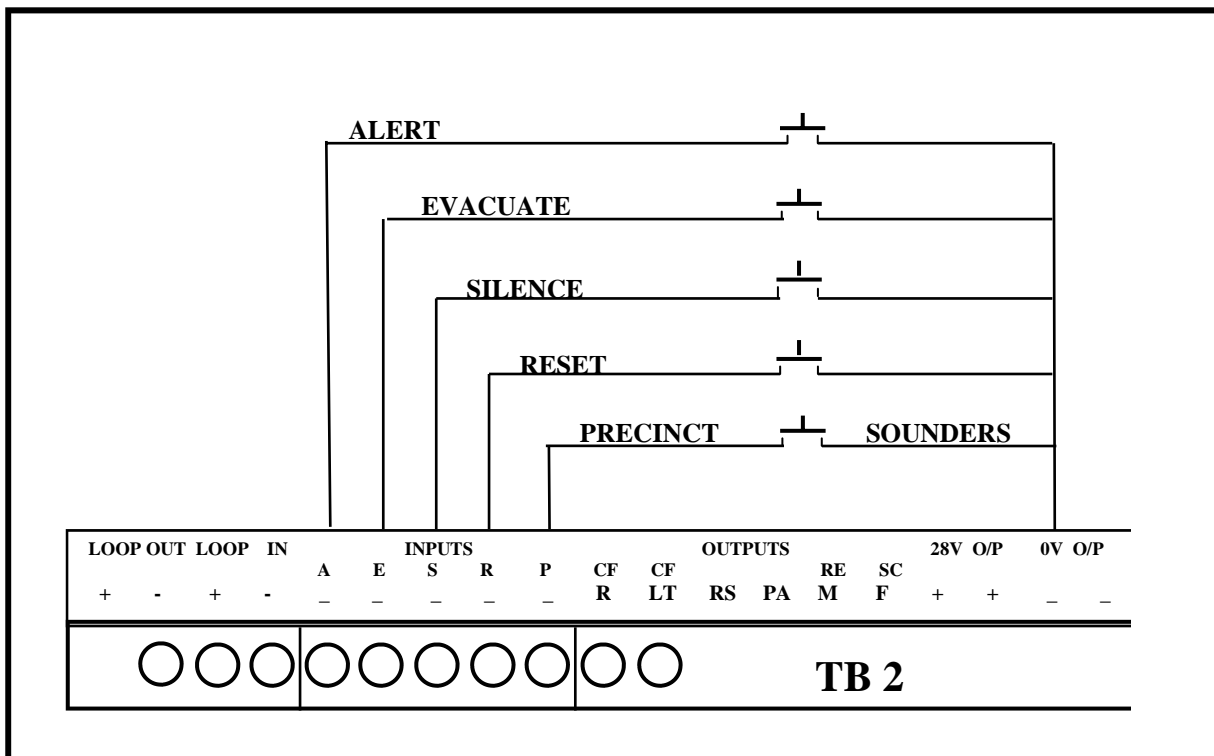 ALERT
EVACUATE
SILENCE
RESET
PRECINCT SOUNDERS
LOOP OUT LOOP IN INPUTS OUTPUTS 28V O/P 0V O/P
A E S R P CF CF RE SC
+ - + - _ _ _ _ _ R LT RS PA M F + + _ _
TB 2